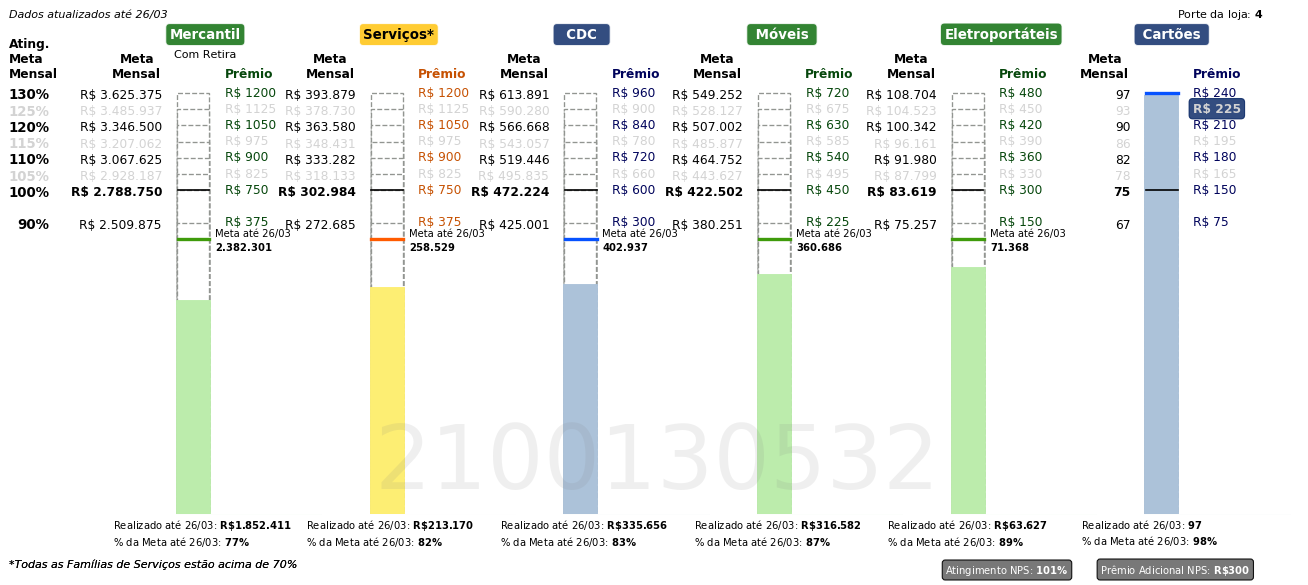 Dados atualizados até 26/03
Porte da loja: 4
Mercantil Serviços* CDC Móveis Eletroportáteis Cartões
Com Retira
Ating. Meta Mensal
Meta Mensal Prêmio Meta Mensal Prêmio Meta Mensal Prêmio Meta Mensal Prêmio Meta Mensal Prêmio Meta Mensal Prêmio
130% R$ 3.625.375 R$ 1200 R$ 393.879 R$ 1200 R$ 613.891 R$ 960 R$ 549.252 R$ 720 R$ 108.704 R$ 480 97 R$ 240
125% R$ 3.485.937 R$ 1125 R$ 378.730 R$ 1125 R$ 590.280 R$ 900 R$ 528.127 R$ 675 R$ 104.523 R$ 450 93 R$ 225
120% R$ 3.346.500 R$ 1050 R$ 363.580 R$ 1050 R$ 566.668 R$ 840 R$ 507.002 R$ 630 R$ 100.342 R$ 420 90 R$ 210
115% R$ 3.207.062 R$ 975 R$ 348.431 R$ 975 R$ 543.057 R$ 780 R$ 485.877 R$ 585 R$ 96.161 R$ 390 86 R$ 195
110% R$ 3.067.625 R$ 900 R$ 333.282 R$ 900 R$ 519.446 R$ 720 R$ 464.752 R$ 540 R$ 91.980 R$ 360 82 R$ 180
105% R$ 2.928.187 R$ 825 R$ 318.133 R$ 825 R$ 495.835 R$ 660 R$ 443.627 R$ 495 R$ 87.799 R$ 330 78 R$ 165
100% R$ 2.788.750 R$ 750 R$ 302.984 R$ 750 R$ 472.224 R$ 600 R$ 422.502 R$ 450 R$ 83.619 R$ 300 75 R$ 150
90% R$ 2.509.875 R$ 375 R$ 272.685 R$ 375 R$ 425.001 R$ 300 R$ 380.251 R$ 225 R$ 75.257 R$ 150 67 R$ 75
Meta até 26/03 Meta até 26/03 Meta até 26/03 Meta até 26/03 Meta até 26/03
2.382.301 258.529 402.937 360.686 71.368
2100130532
Realizado até 26/03: R$1.852.411 Realizado até 26/03: R$213.170 Realizado até 26/03: R$335.656 Realizado até 26/03: R$316.582 Realizado até 26/03: R$63.627 Realizado até 26/03: 97
% da Meta até 26/03: 77% % da Meta até 26/03: 82% % da Meta até 26/03: 83% % da Meta até 26/03: 87% % da Meta até 26/03: 89% % da Meta até 26/03: 98%
*Todas as Famílias de Serviços estão acima de 70%
Atingimento NPS: 101% Prêmio Adicional NPS: R$300